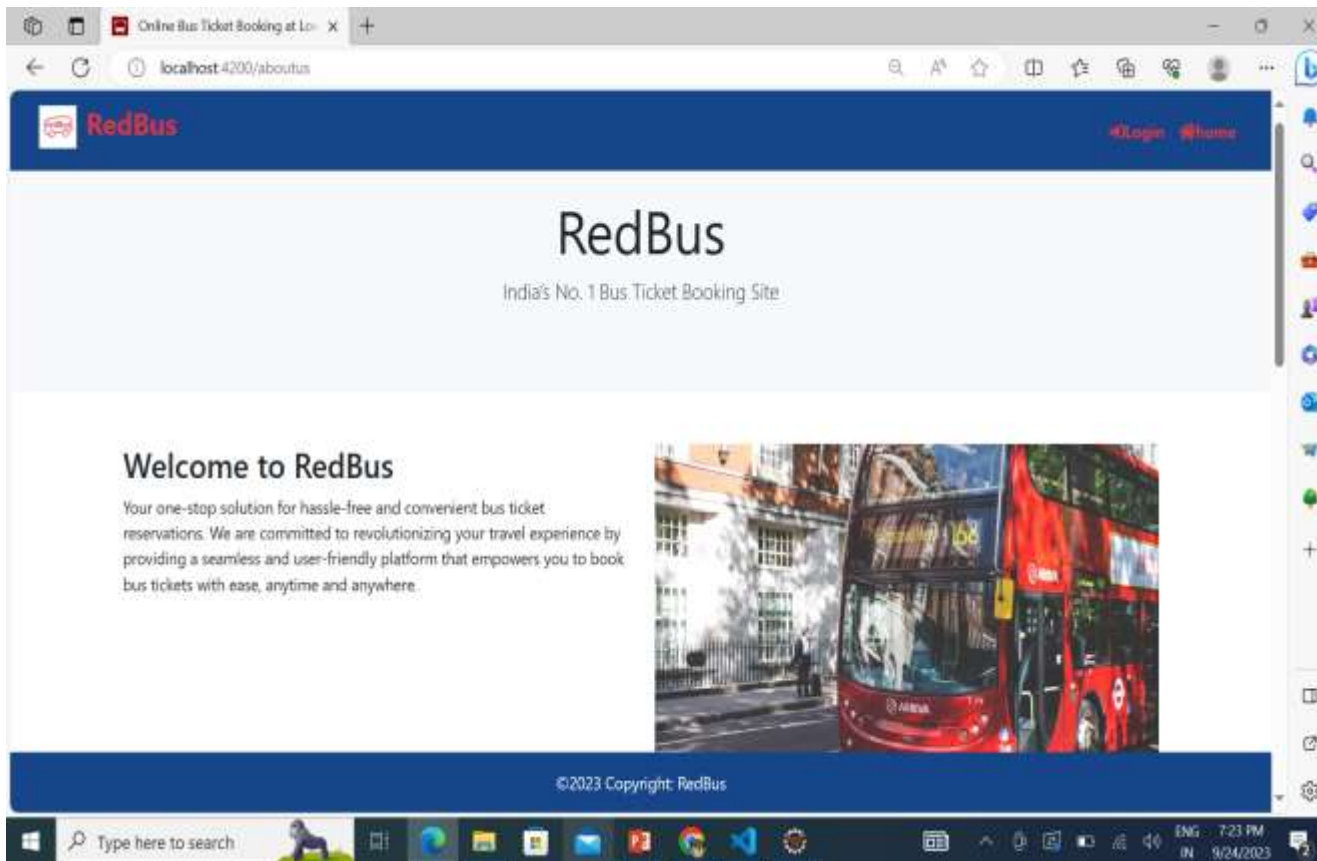 Online Bus Ticket Booking at Lo
localhost:4200/aboutus
RedBus
Login home
RedBus
India's No. 1 Bus Ticket Booking Site
Welcome to RedBus
Your one-stop solution for hassle-free and convenient bus ticket
reservations. We are committed to revolutionizing your travel experience by
providing a seamless and user-friendly platform that empowers you to book
bus tickets with ease, anytime and anywhere.
168
ARRIVA
ARRIVA
©2023 Copyright: RedBus
Type here to search
ENG 7:23 PM
IN 9/24/2023
2